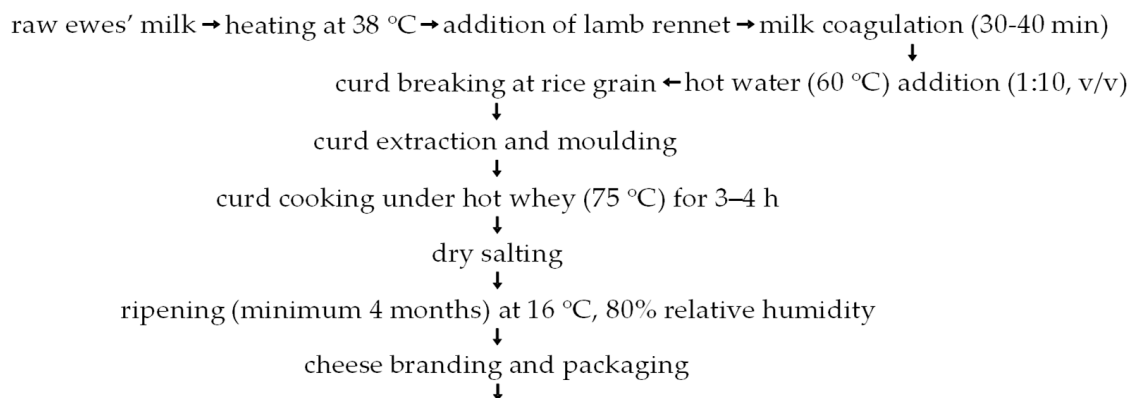 raw ewes’ milk → heating at 38 °C → addition of lamb rennet → milk coagulation (30-40 min)
↓
hot water (60 °C) addition (1:10, v/v) → curd breaking at rice grain
↓
curd extraction and moulding
↓
curd cooking under hot whey (75 °C) for 3–4 h
↓
dry salting
↓
ripening (minimum 4 months) at 16 °C, 80% relative humidity
↓
cheese branding and packaging
↓